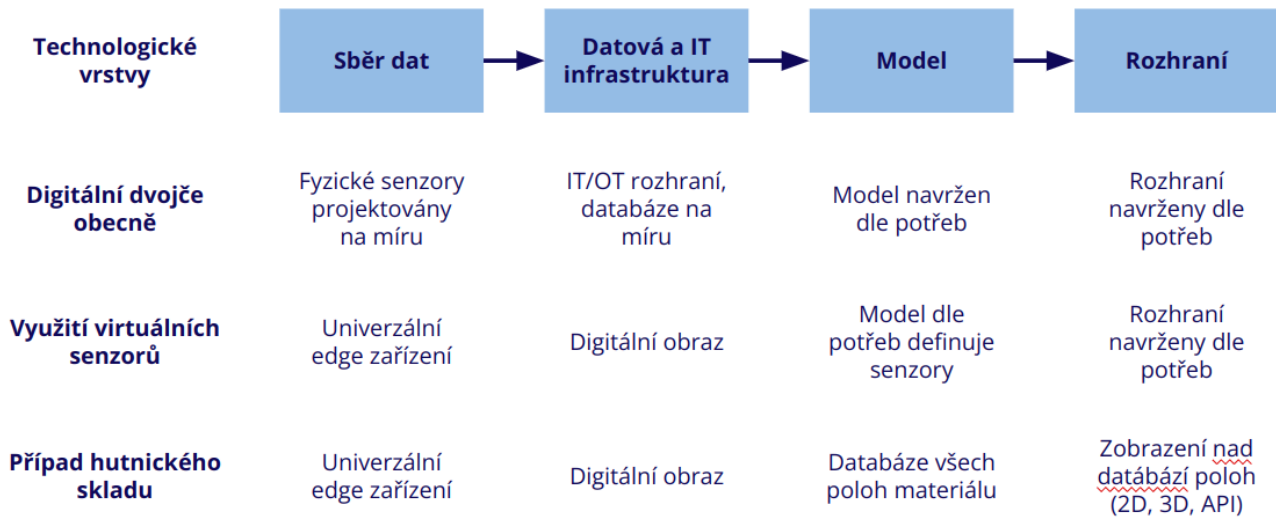 Technologické
vrstvy
Sběr dat
Datová a IT
infrastruktura
Model
Rozhraní
Digitální dvojče
obecně
Fyzické senzory
projektovány
na míru
IT/OT rozhraní,
databáze na
míru
Model navržen
dle potřeb
Rozhraní
navrženy dle
potřeb
Využití virtuálních
senzorů
Univerzální
edge zařízení
Digitální obraz
Model dle
potřeb definuje
senzory
Rozhraní
navrženy dle
potřeb
Případ hutnického
skladu
Univerzální
edge zařízení
Digitální obraz
Databáze všech
poloh materiálu
Zobrazení nad
datábází poloh
(2D, 3D, API)